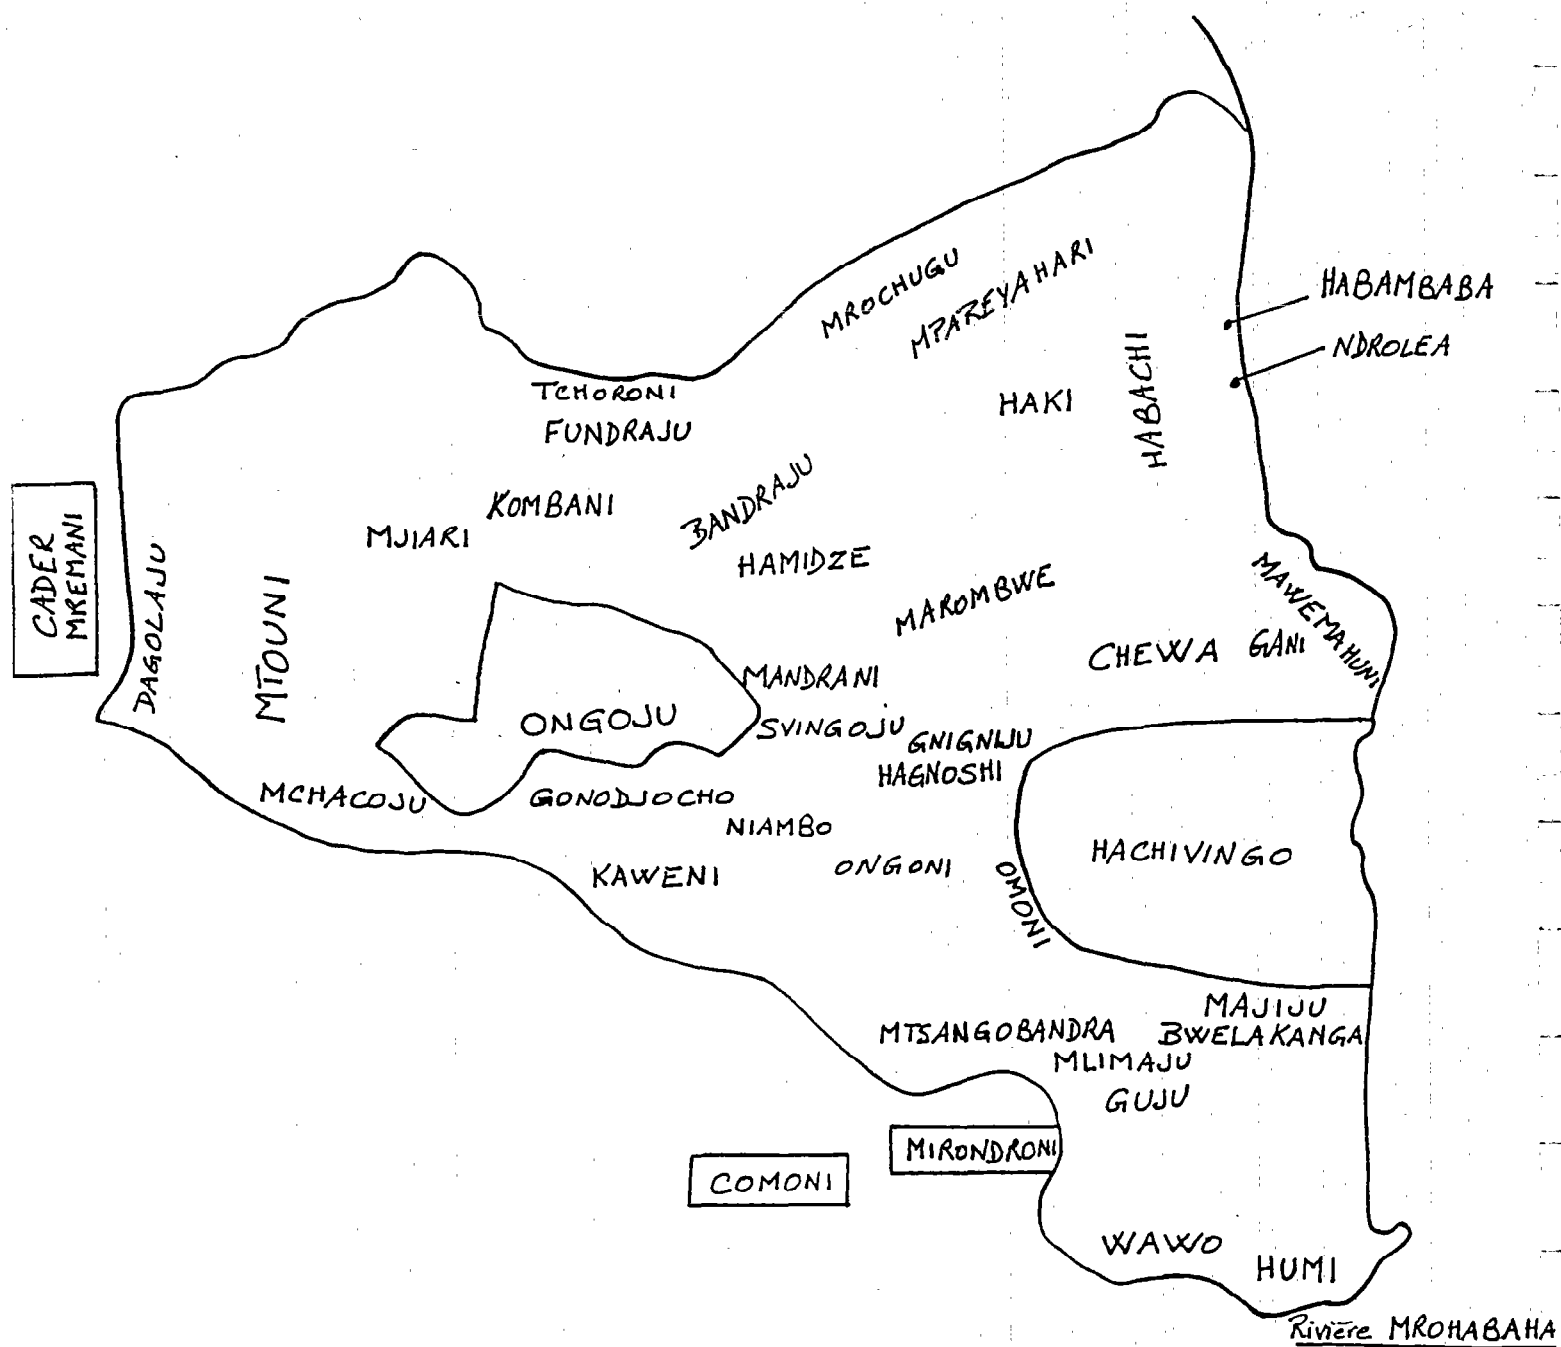 HABAMBABA
NDROLEA
MROCHUGU
MPAREYAHARI
HABACHI
HAKI
TCHORONI
FUNDRAJU
KOMBANI
MJIARI
BANDRAJU
HAMIDZE
CADER
MREMANI
DAGOLAJU
MTOUNI
MAROMBWE
MAWEMAHUNI
CHEWA
GANI
MANDRANI
ONGOJU
SVINGOJU
GNIGNIJU
HAGNOSHI
MCHACOJU
GONODJOCHO
NIAMBO
KAWENI
ONGONI
OMONI
HACHIVINGO
MAJIJU
MTSANGOBANDRA
BWELAKANGA
MLIMAJU
GUJU
MIRONDRONI
COMONI
WAWO
HUMI
Rivière MROHABAHA